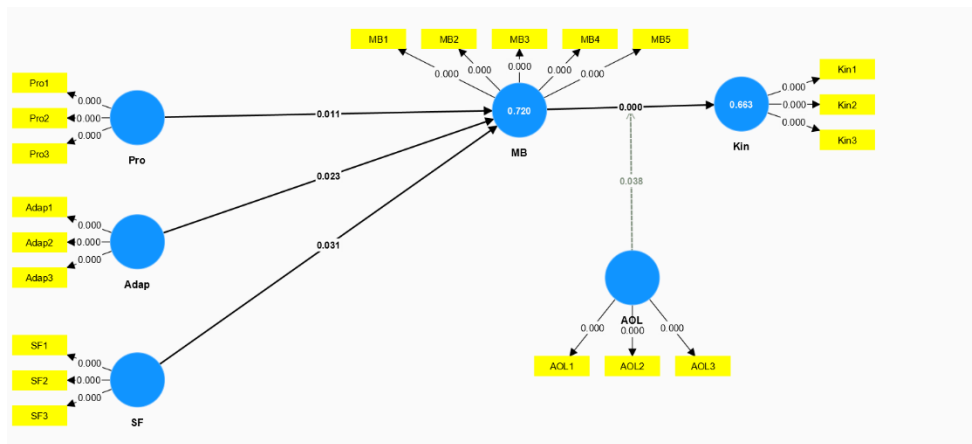 MB1
MB2
MB3
MB4
MB5
0.000
0.000
0.000
0.000
0.000
Pro1
Pro2
Pro3
0.000
0.000
0.000
Pro
0.011
0.720
MB
0.000
0.663
Kin
0.000
0.000
0.000
Kin1
Kin2
Kin3
0.023
0.038
Adap1
Adap2
Adap3
0.000
0.000
0.000
Adap
0.031
AOL
0.000
0.000
0.000
AOL1
AOL2
AOL3
SF1
SF2
SF3
0.000
0.000
0.000
SF